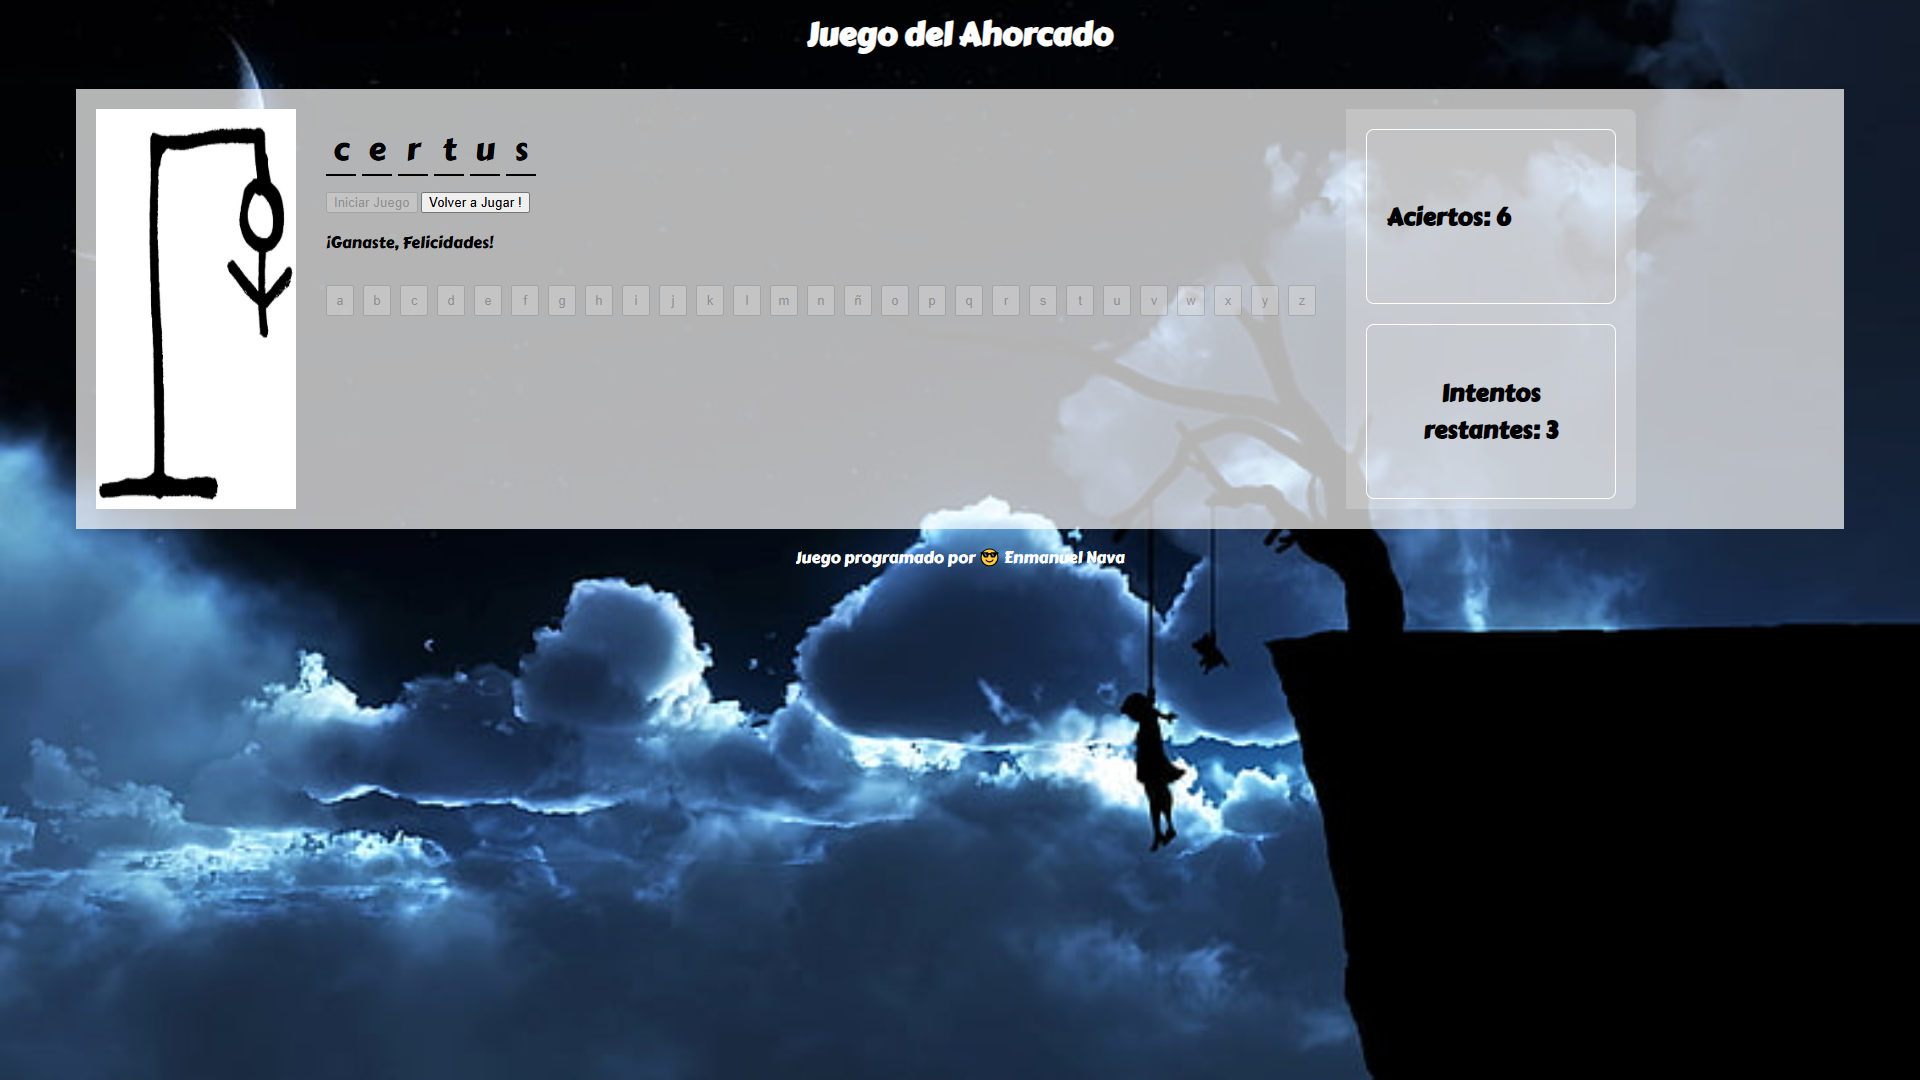 Juego del Ahorcado
c e r t u s
Iniciar Juego Volver a Jugar !
¡Ganaste, Felicidades!
a b c d e f g h i j k l m n ñ o p q r s t u v w x y z
Aciertos: 6
Intentos
restantes: 3
Juego programado por 😎 Enmanuel Nava